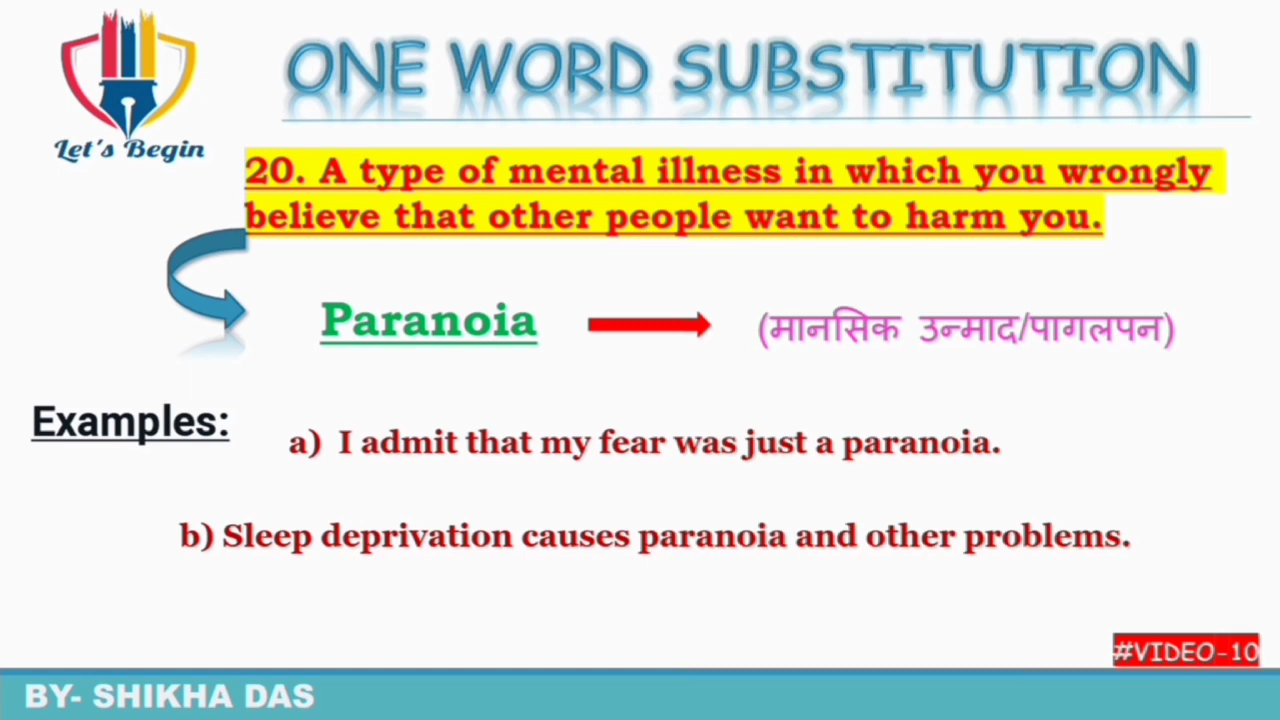 ONE WORD SUBSTITUTION
Let's Begin
20. A type of mental illness in which you wrongly
believe that other people want to harm you.
Paranoia
(मानसिक उन्माद/पागलपन)
Examples:
a) I admit that my fear was just a paranoia.
b) Sleep deprivation causes paranoia and other problems.
#VIDEO-10
BY- SHIKHA DAS